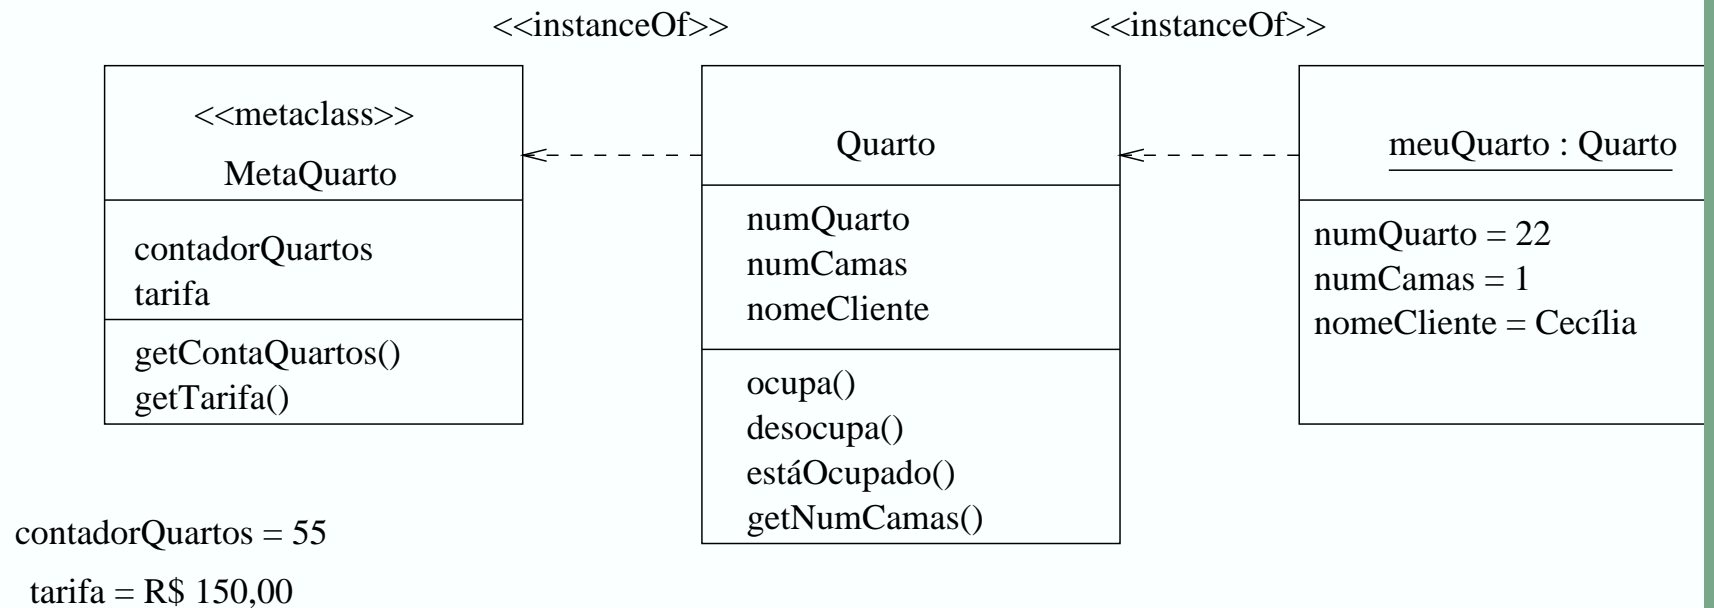 <<instanceOf>>
<<instanceOf>>
<<metaclass>>
MetaQuarto
contadorQuartos
tarifa
getContaQuartos()
getTarifa()
Quarto
numQuarto
numCamas
nomeCliente
ocupa()
desocupa()
estáOcupado()
getNumCamas()
meuQuarto : Quarto
numQuarto = 22
numCamas = 1
nomeCliente = Cecília
contadorQuartos = 55
tarifa = R$ 150,00